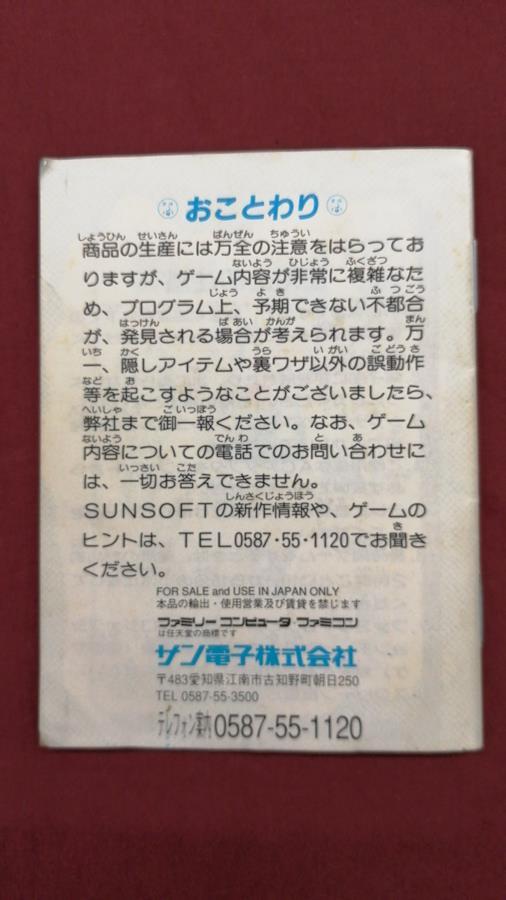 おことわり
商品の生産には万全の注意をはらってお
りますが、ゲーム内容が非常に複雑なた
め、プログラム上、予期できない不都合
が、発見される場合が考えられます。万
一、隠しアイテムや裏ワザ以外の誤動作
等を起こすようなことがございましたら、
弊社まで御一報ください。なお、ゲーム
内容についての電話でのお問い合わせに
は、一切お答えできません。
SUNSOFTの新作情報や、ゲームの
ヒントは、TEL0587・55・1120でお聞き
ください。
FOR SALE and USE IN JAPAN ONLY
本品の輸出・使用営業及び賃貸を禁じます
ファミリーコンピュータ・ファミコン
は任天堂の商標です
サン電子株式会社
〒483愛知県江南市古知野町朝日250
TEL 0587-55-3500
テレフォン案内0587-55-1120